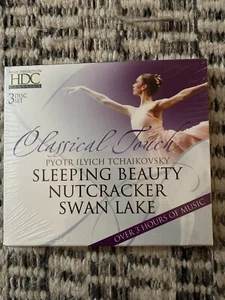 HDC
3 DISC
SET
Classical Touch
PYOTR ILYICH TCHAIKOVSKY
SLEEPING BEAUTY
NUTCRACKER
SWAN LAKE
OVER 3 HOURS OF MUSIC